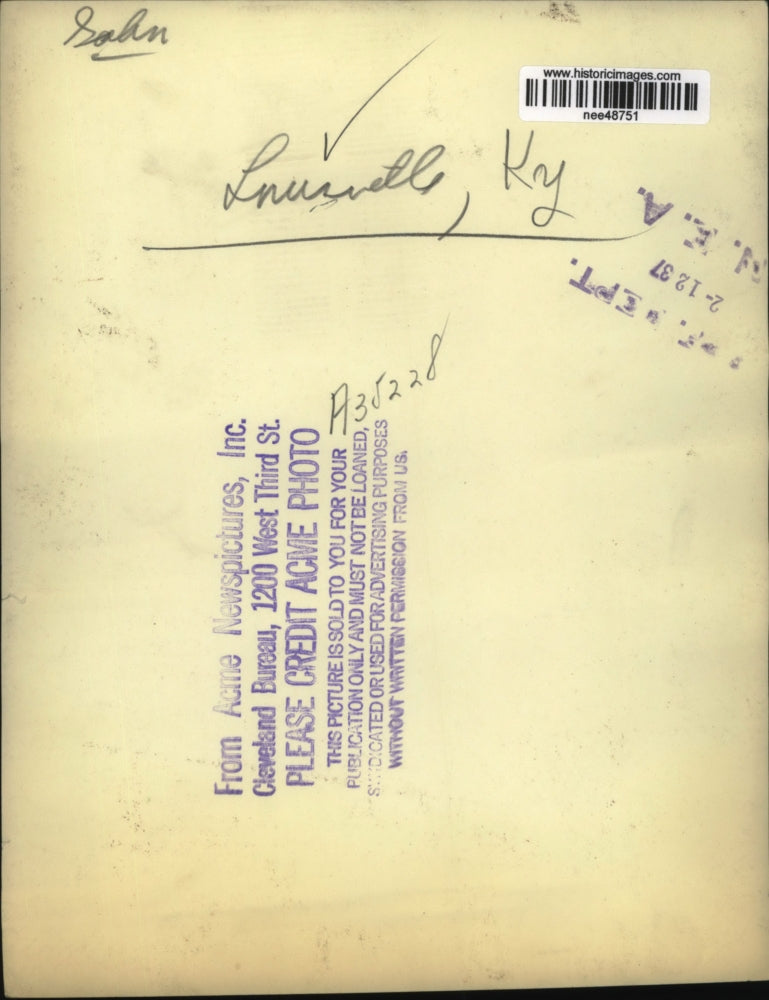 www.historicimages.com
nee48751
Louisville, Ky
N. E. A.
2-12 37
A35228
From Acme Newspictures, Inc.
Cleveland Bureau, 1200 West Third St.
PLEASE CREDIT ACME PHOTO
THIS PICTURE IS SOLD TO YOU FOR YOUR
PUBLICATION ONLY AND MUST NOT BE LOANED,
SYNDICATED OR USED FOR ADVERTISING PURPOSES
WITHOUT WRITTEN PERMISSION FROM US.